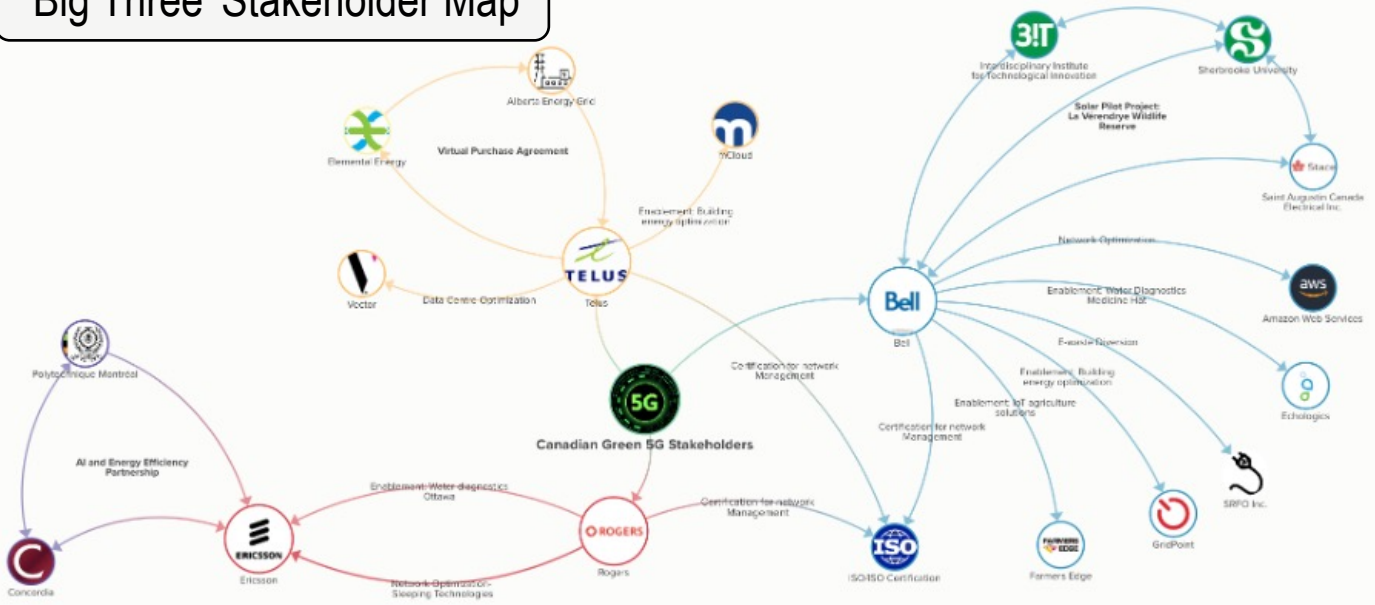 Big Three Stakeholder Map
3!T
Interdisciplinary Institute
for Technological Innovation
S
Sherbrooke University
Solar Pilot Project:
La Verendrye Wildlife
Reserve
Stace
Saint Augustin Canada
Electrical Inc.
Alberta Energy Grid
Elemental Energy
Virtual Purchase Agreement
m
mCloud
Enablement: Building
energy optimization
TELUS
Telus
Vector
Data Centre Optimization
Network Optimization
aws
Amazon Web Services
Bell
Bell
Enablement: Water Diagnostics
Medicine Hat
E-waste Diversion
Enablement: Building
energy optimization
Enablement: IoT agriculture
solutions
Certification for network
Management
Echologics
Polytechnique Montréal
Certification for network
Management
5G
Canadian Green 5G Stakeholders
AI and Energy Efficiency
Partnership
Enablement: Water diagnostics
Ottawa
Certification for network
Management
SRFO Inc.
GridPoint
FARMERS
EDGE
Farmers Edge
ISO
ISO/ISO Certification
ROGERS
Rogers
ERICSSON
Ericsson
Network Optimization-
Sleeping Technologies
C
Concordia